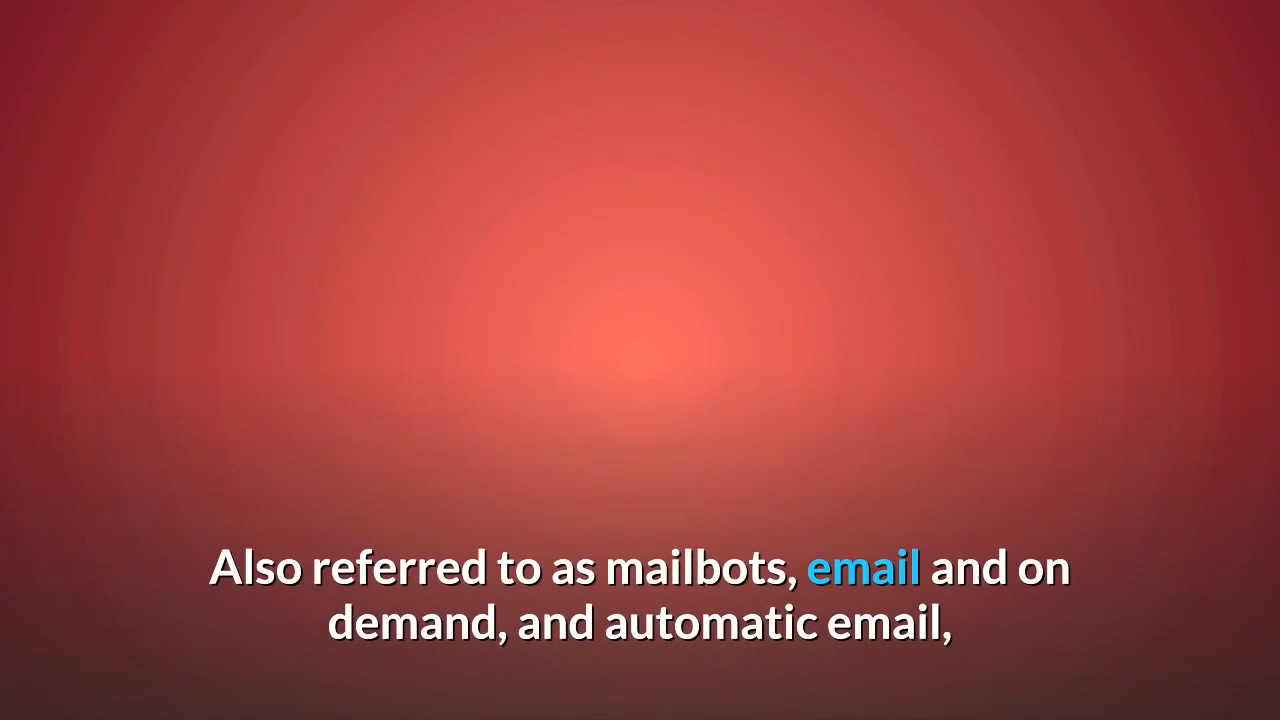 Also referred to as mailbots, email and on
demand, and automatic email,